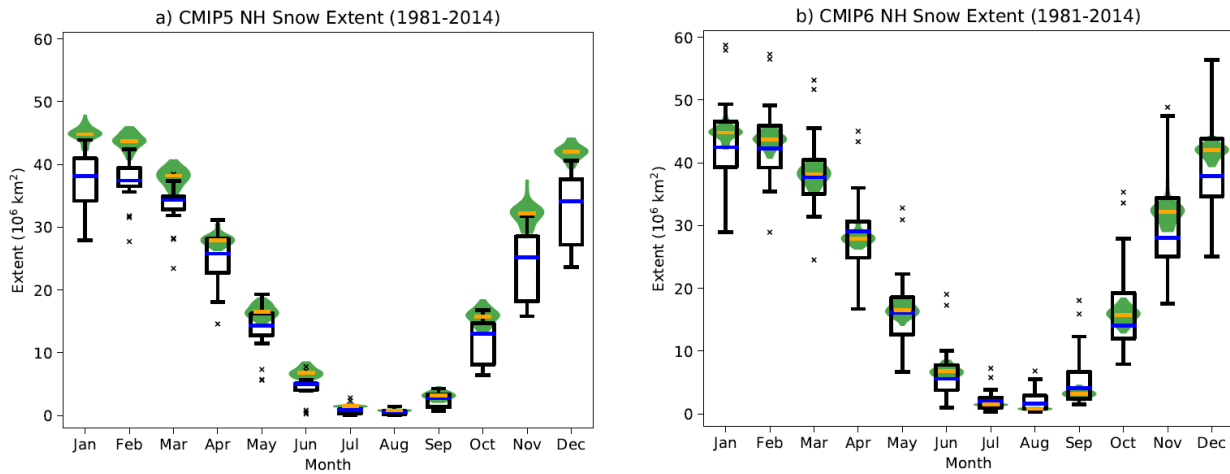 a) CMIP5 NH Snow Extent (1981-2014)
60
50
40
30
20
10
0
Extent (10⁶ km²)
Jan Feb Mar Apr May Jun Jul Aug Sep Oct Nov Dec
Month
b) CMIP6 NH Snow Extent (1981-2014)
60
50
40
30
20
10
0
Extent (10⁶ km²)
Jan Feb Mar Apr May Jun Jul Aug Sep Oct Nov Dec
Month